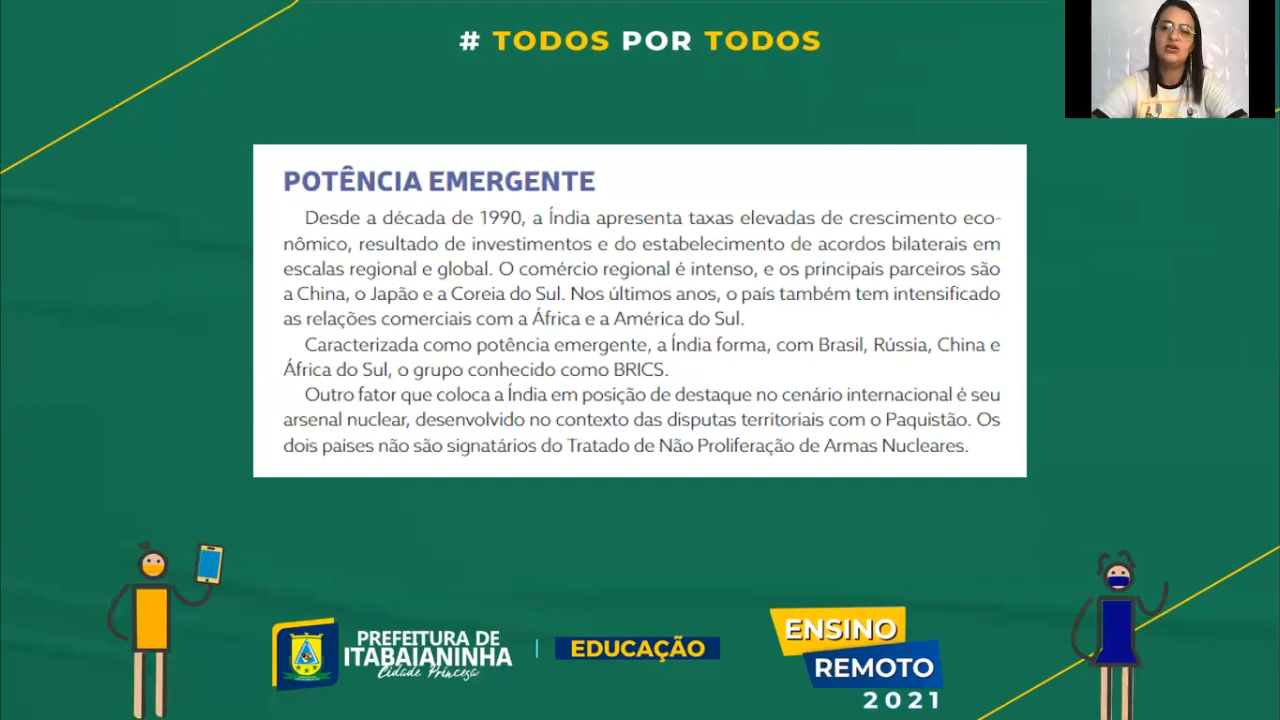 # TODOS POR TODOS
POTÊNCIA EMERGENTE
Desde a década de 1990, a Índia apresenta taxas elevadas de crescimento eco-
nômico, resultado de investimentos e do estabelecimento de acordos bilaterais em
escalas regional e global. O comércio regional é intenso, e os principais parceiros são
a China, o Japão e a Coreia do Sul. Nos últimos anos, o país também tem intensificado
as relações comerciais com a África e a América do Sul.
Caracterizada como potência emergente, a Índia forma, com Brasil, Rússia, China e
África do Sul, o grupo conhecido como BRICS.
Outro fator que coloca a Índia em posição de destaque no cenário internacional é seu
arsenal nuclear, desenvolvido no contexto das disputas territoriais com o Paquistão. Os
dois países não são signatários do Tratado de Não Proliferação de Armas Nucleares.
PREFEITURA DE
ITABAIANINHA
Cidade Princesa
EDUCAÇÃO
ENSINO
REMOTO
2021